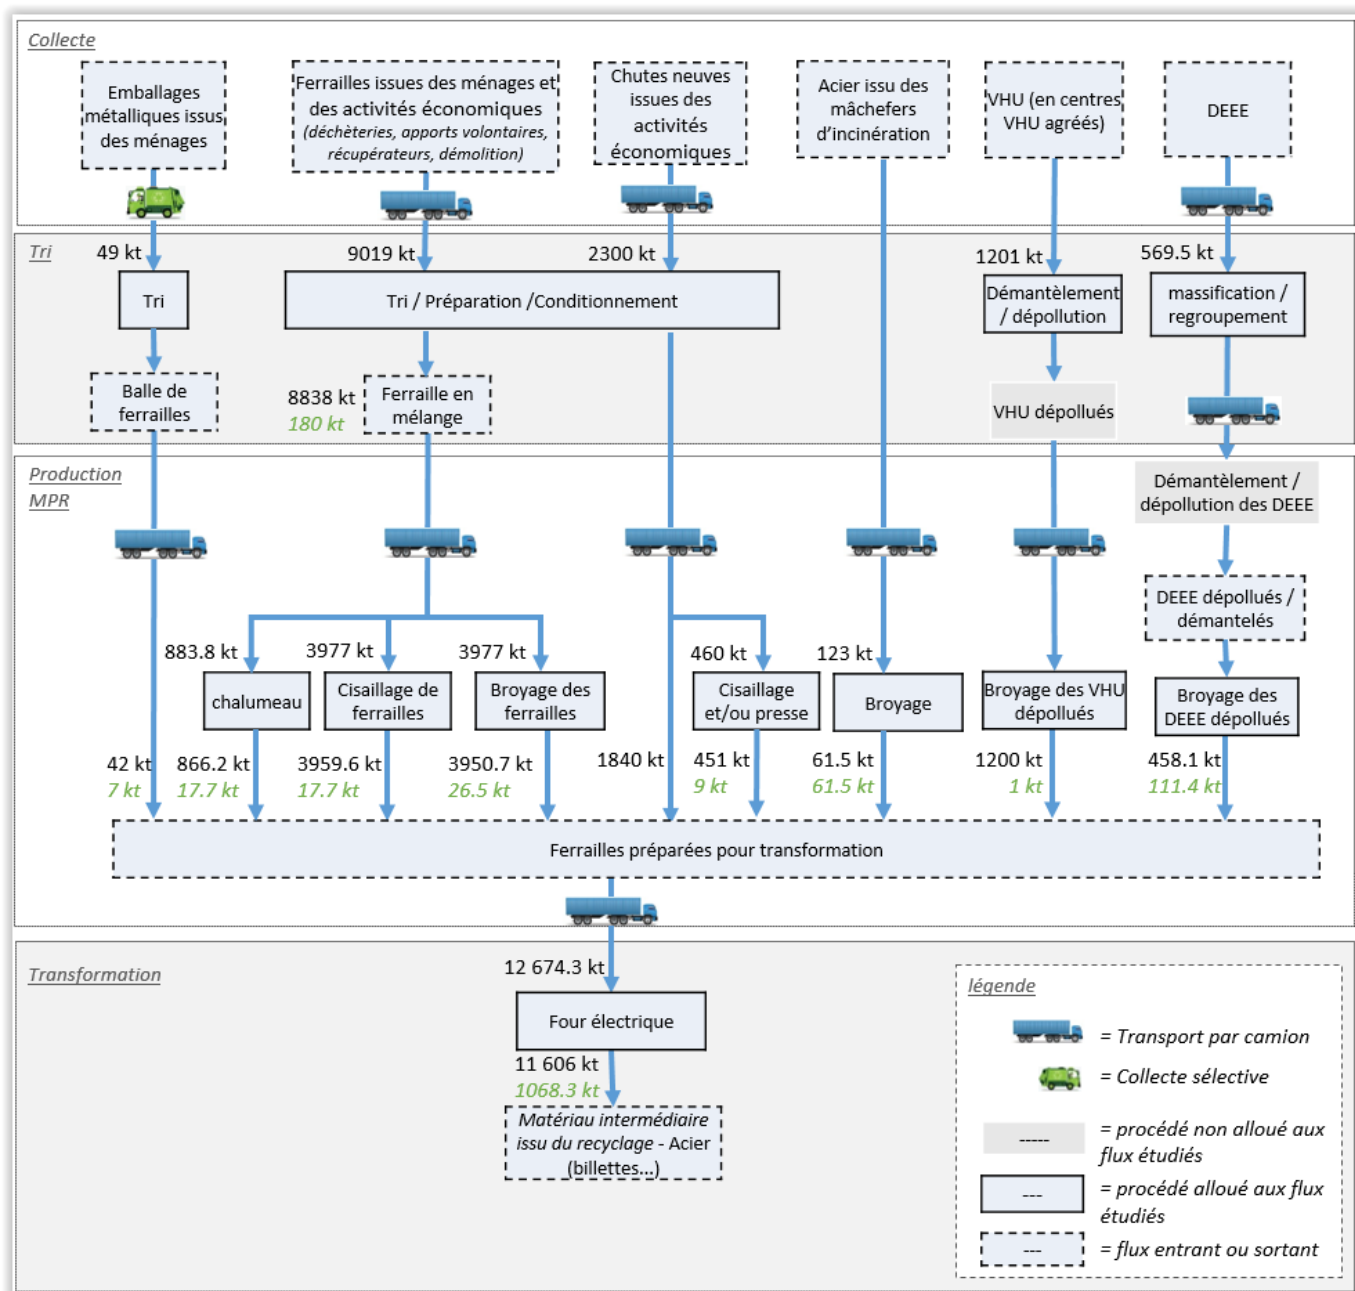 Collecte
Emballages
métalliques issus
des ménages
Ferrailles issues des ménages et
des activités économiques
(déchèteries, apports volontaires,
récupérateurs, démolition)
Chutes neuves
issues des
activités
économiques
Acier issu des
mâchefers
d'incinération
VHU (en centres
VHU agréés)
DEEE
Tri
49 kt
9019 kt
2300 kt
1201 kt
569.5 kt
Tri
Tri / Préparation /Conditionnement
Démantèlement
/ dépollution
massification /
regroupement
Balle de
ferrailles
8838 kt
180 kt
Ferraille en
mélange
VHU dépollués
Production
MPR
Démantèlement /
dépollution des DEEE
DEEE dépollués /
démantelés
883.8 kt
3977 kt
3977 kt
460 kt
123 kt
chalumeau
Cisaillage de
ferrailles
Broyage des
ferrailles
Cisaillage
et/ou presse
Broyage
Broyage des VHU
dépollués
Broyage des
DEEE dépollués
42 kt
7 kt
866.2 kt
17.7 kt
3959.6 kt
17.7 kt
3950.7 kt
26.5 kt
1840 kt
451 kt
9 kt
61.5 kt
61.5 kt
1200 kt
1 kt
458.1 kt
111.4 kt
Ferrailles préparées pour transformation
Transformation
12 674.3 kt
Four électrique
11 606 kt
1068.3 kt
Matériau intermédiaire
issu du recyclage - Acier
(billettes...)
légende
= Transport par camion
= Collecte sélective
-----
= procédé non alloué aux
flux étudiés
---
= procédé alloué aux flux
étudiés
---
= flux entrant ou sortant